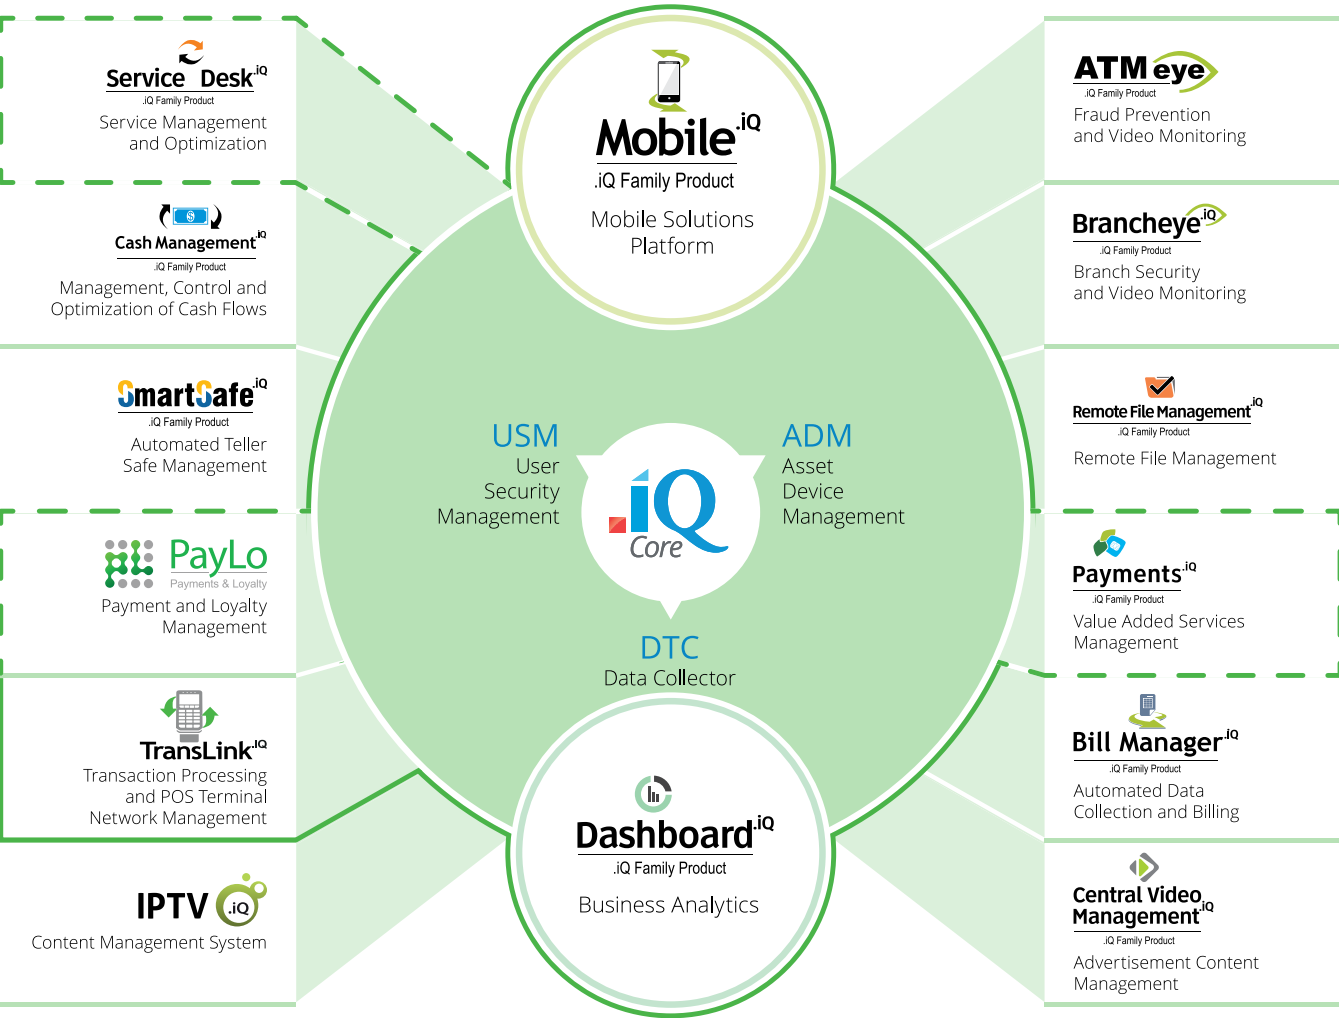 Service Desk.iQ
.iQ Family Product
Service Management
and Optimization
Cash Management.iQ
.iQ Family Product
Management, Control and
Optimization of Cash Flows
SmartSafe.iQ
.iQ Family Product
Automated Teller
Safe Management
PayLo
Payments & Loyalty
Payment and Loyalty
Management
TransLink.iQ
Transaction Processing
and POS Terminal
Network Management
IPTV .iQ
Content Management System
Mobile.iQ
.iQ Family Product
Mobile Solutions
Platform
USM
User
Security
Management
.iQ
Core
ADM
Asset
Device
Management
DTC
Data Collector
Dashboard.iQ
.iQ Family Product
Business Analytics
ATM eye
.iQ Family Product
Fraud Prevention
and Video Monitoring
Brancheye.iQ
.iQ Family Product
Branch Security
and Video Monitoring
Remote File Management.iQ
.iQ Family Product
Remote File Management
Payments.iQ
.iQ Family Product
Value Added Services
Management
Bill Manager.iQ
.iQ Family Product
Automated Data
Collection and Billing
Central Video
Management.iQ
.iQ Family Product
Advertisement Content
Management